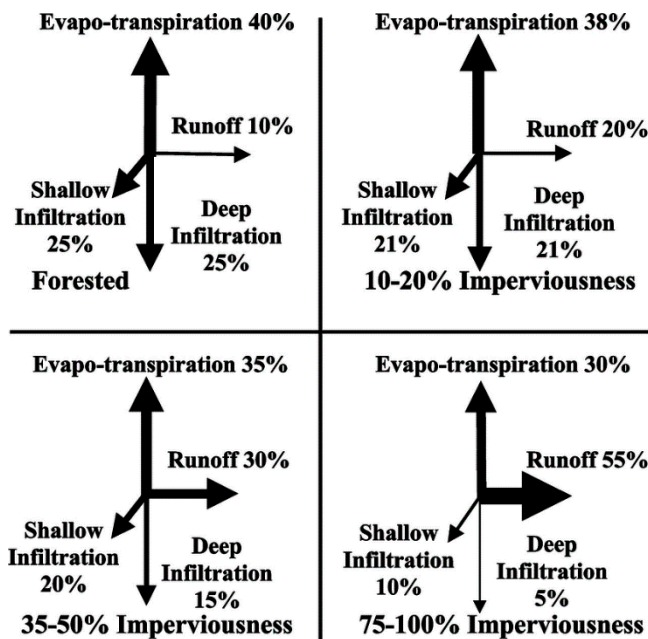 Evapo-transpiration 40%
Runoff 10%
Shallow
Infiltration
25%
Deep
Infiltration
25%
Forested
Evapo-transpiration 38%
Runoff 20%
Shallow
Infiltration
21%
Deep
Infiltration
21%
10-20% Imperviousness
Evapo-transpiration 35%
Runoff 30%
Shallow
Infiltration
20%
Deep
Infiltration
15%
35-50% Imperviousness
Evapo-transpiration 30%
Runoff 55%
Shallow
Infiltration
10%
Deep
Infiltration
5%
75-100% Imperviousness